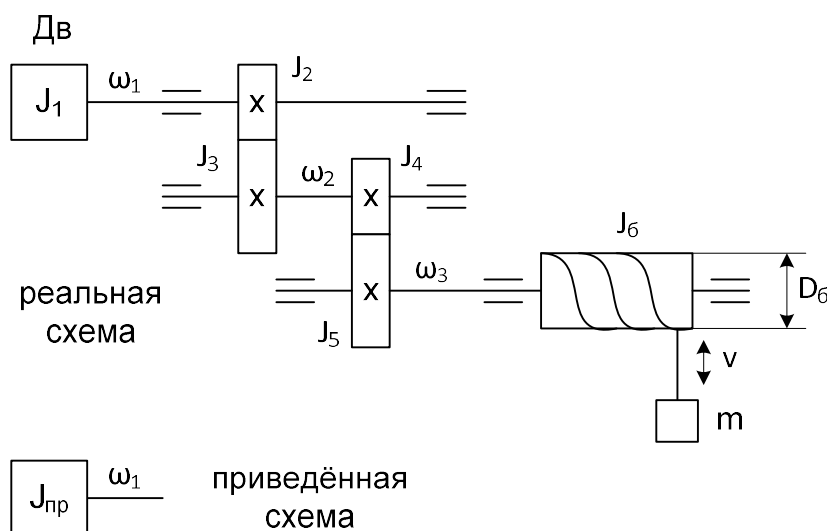 Дв
J₁
ω₁
J₂
x
J₃
x
ω₂
x
J₄
J₅
x
ω₃
Jб
Dб
v
m
реальная
схема
Jпр
ω₁
приведённая
схема